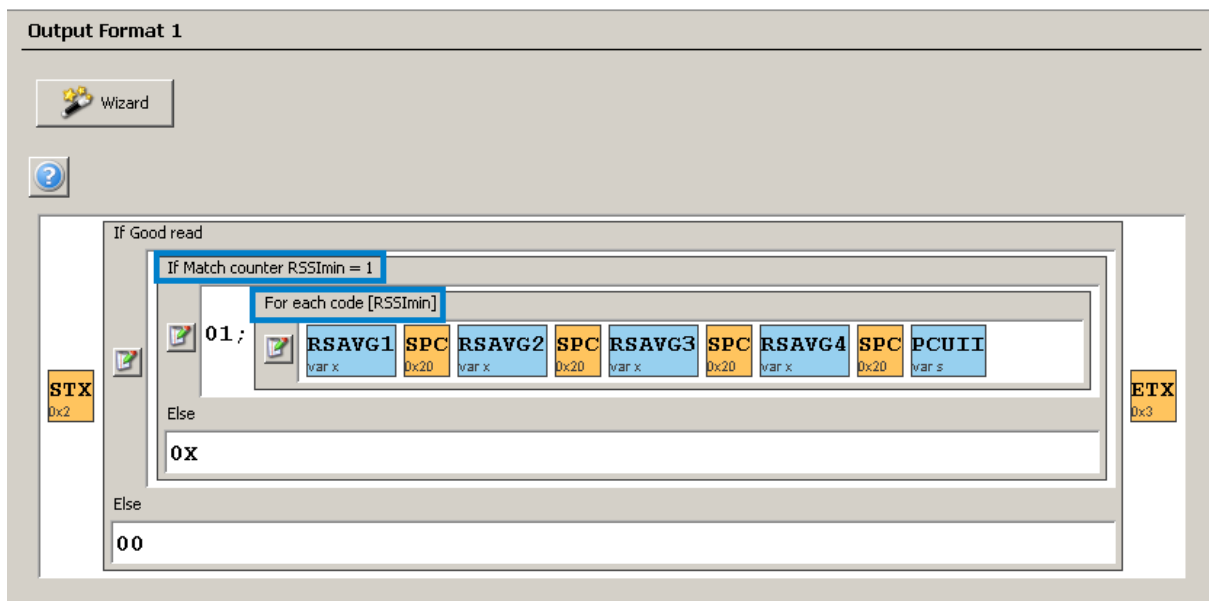 Output Format 1
Wizard
?
If Good read
If Match counter RSSImin = 1
For each code [RSSImin]
01; RSAVG1 SPC RSAVG2 SPC RSAVG3 SPC RSAVG4 SPC PCUII
var x 0x20 var x 0x20 var x 0x20 var x 0x20 var s
STX ETX
0x2 0x3
Else
0X
Else
00